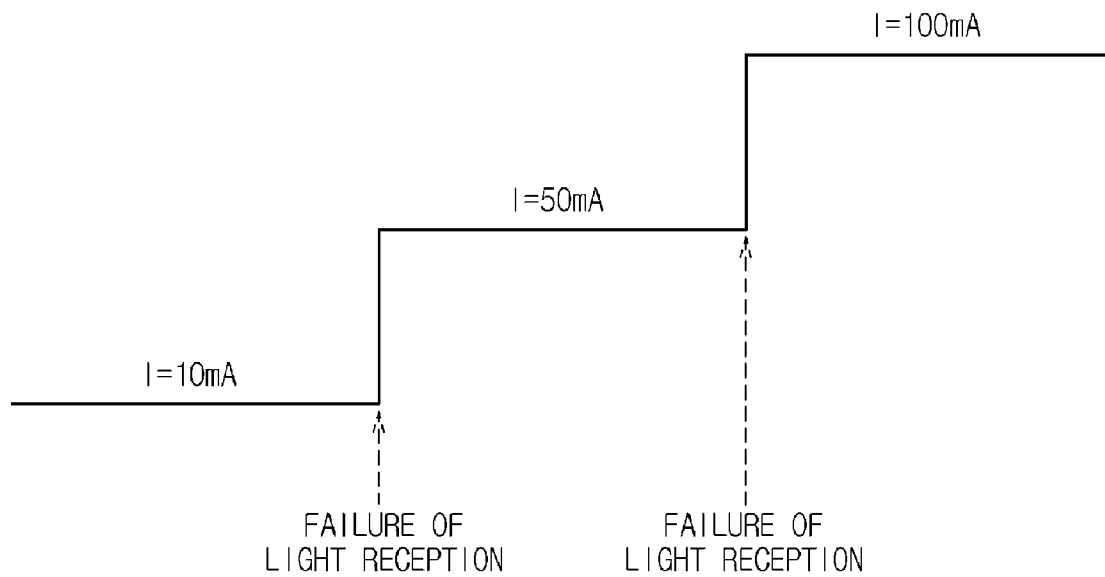 I=100mA
I=50mA
I=10mA
FAILURE OF
LIGHT RECEPTION
FAILURE OF
LIGHT RECEPTION